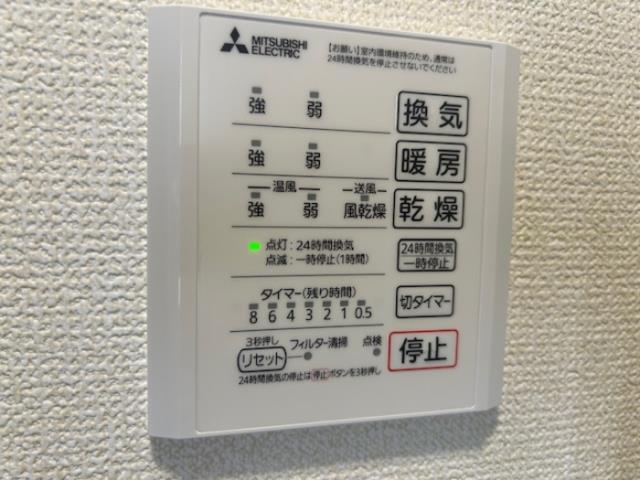 MITSUBISHI
ELECTRIC
【お願い】室内環境維持のため、通常は
24時間換気を停止させないでください
強 弱 換気
強 弱 暖房
温風 送風
強 弱 風乾燥 乾燥
点灯：24時間換気
点滅：一時停止(1時間)
24時間換気
一時停止
タイマー(残り時間)
8 6 4 3 2 1 0.5
切タイマー
3秒押し
リセット フィルター清掃 点検
停止
24時間換気の停止は停止ボタンを3秒押し